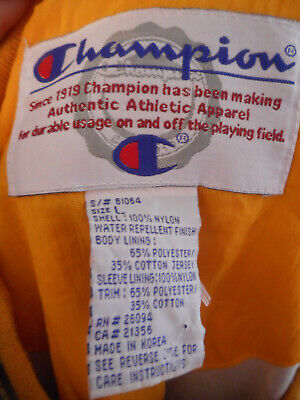 Champion
Since 1919 Champion has been making
Authentic Athletic Apparel
for durable usage on and off the playing field.
S/# 81064
SIZE L
SHELL : 100% NYLON
WATER REPELLENT FINISH
BODY LINING :
65% POLYESTER/
35% COTTON JERSEY
SLEEVE LINING : 100% NYLON
TRIM : 65% POLYESTER/
35% COTTON
RN# 26094
CA# 21356
MADE IN KOREA
SEE REVERSE SIDE FOR
CARE INSTRUCTIONS